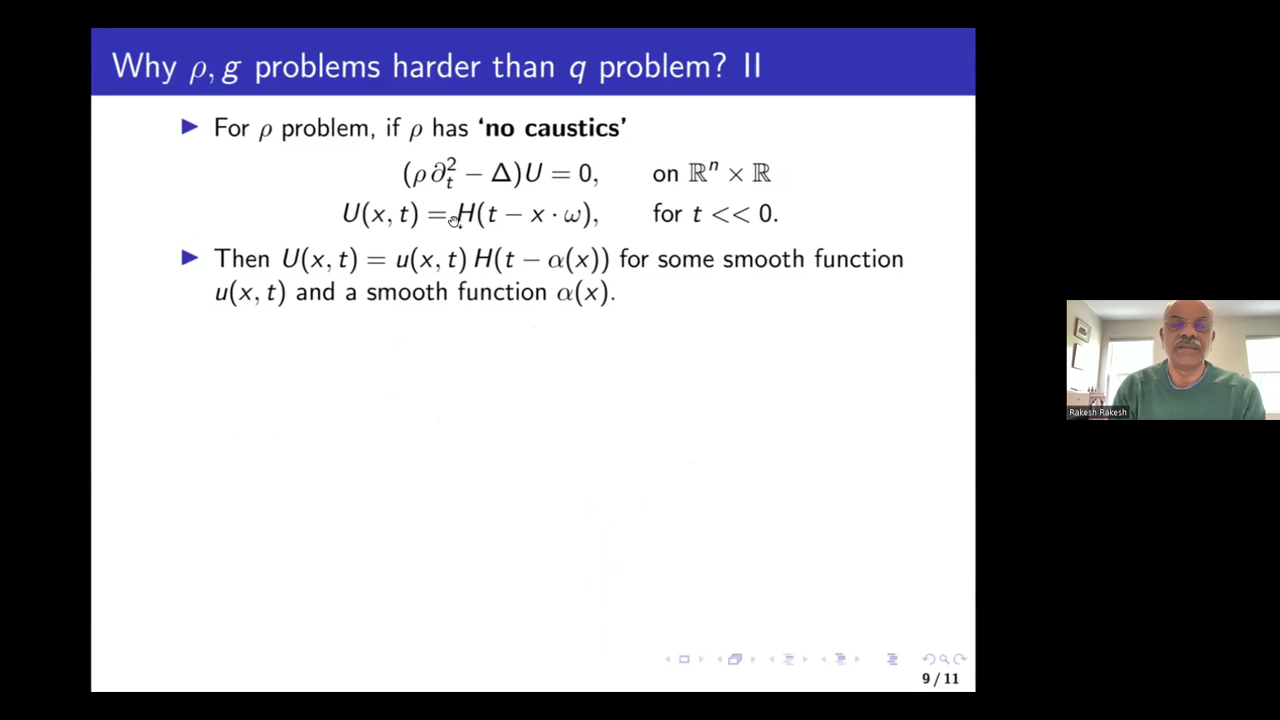 Why ρ, g problems harder than q problem? II
▶ For ρ problem, if ρ has ‘no caustics’
(ρ ∂ₜ² − Δ)U = 0, on ℝⁿ × ℝ
U(x, t) = H(t − x · ω), for t << 0.
▶ Then U(x, t) = u(x, t) H(t − α(x)) for some smooth function
u(x, t) and a smooth function α(x).
Rakesh Rakesh
9 / 11